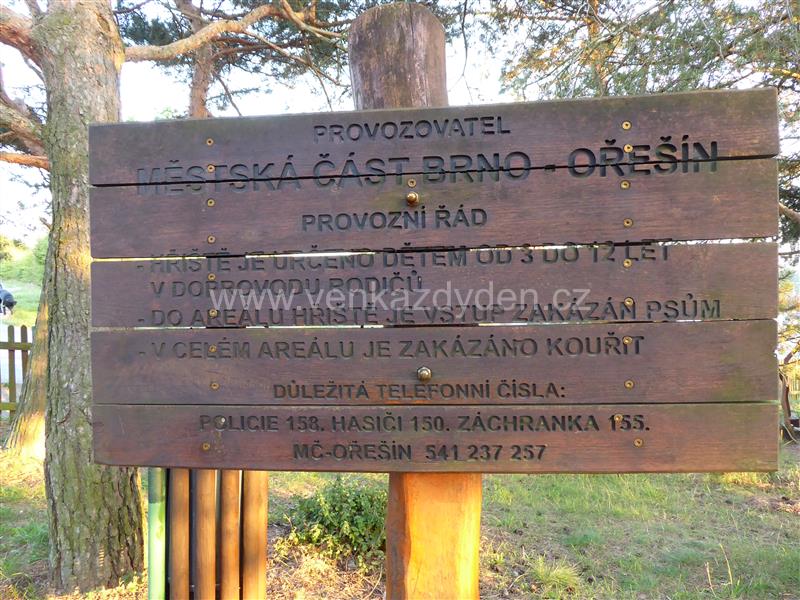 PROVOZOVATEL
MĚSTSKÁ ČÁST BRNO - OŘEŠÍN
PROVOZNÍ ŘÁD
- HŘIŠTĚ JE URČENO DĚTEM OD 3 DO 12 LET
V DOPROVODU RODIČŮ
www.venkazdyden.cz
- DO AREÁLU HŘIŠTĚ JE VSTUP ZAKÁZÁN PSŮM
- V CELÉM AREÁLU JE ZAKÁZÁNO KOUŘIT
DŮLEŽITÁ TELEFONNÍ ČÍSLA:
POLICIE 158. HASIČI 150. ZÁCHRANKA 155.
MČ-OŘEŠÍN 541 237 257